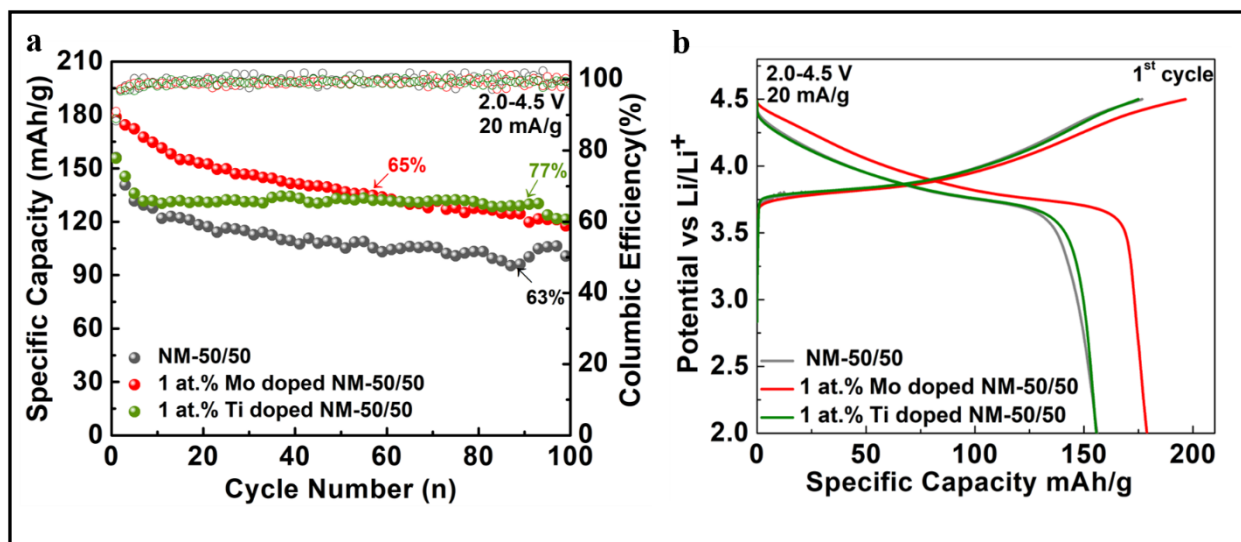 a
210
180
150
120
90
60
30
0
Specific Capacity (mAh/g)
0 20 40 60 80 100
Cycle Number (n)
100
80
60
40
20
0
Columbic Efficiency(%)
2.0-4.5 V
20 mA/g
65%
77%
63%
NM-50/50
1 at.% Mo doped NM-50/50
1 at.% Ti doped NM-50/50
b
2.0-4.5 V
20 mA/g
1st cycle
4.5
4.0
3.5
3.0
2.5
2.0
Potential vs Li/Li+
NM-50/50
1 at.% Mo doped NM-50/50
1 at.% Ti doped NM-50/50
0 50 100 150 200
Specific Capacity mAh/g